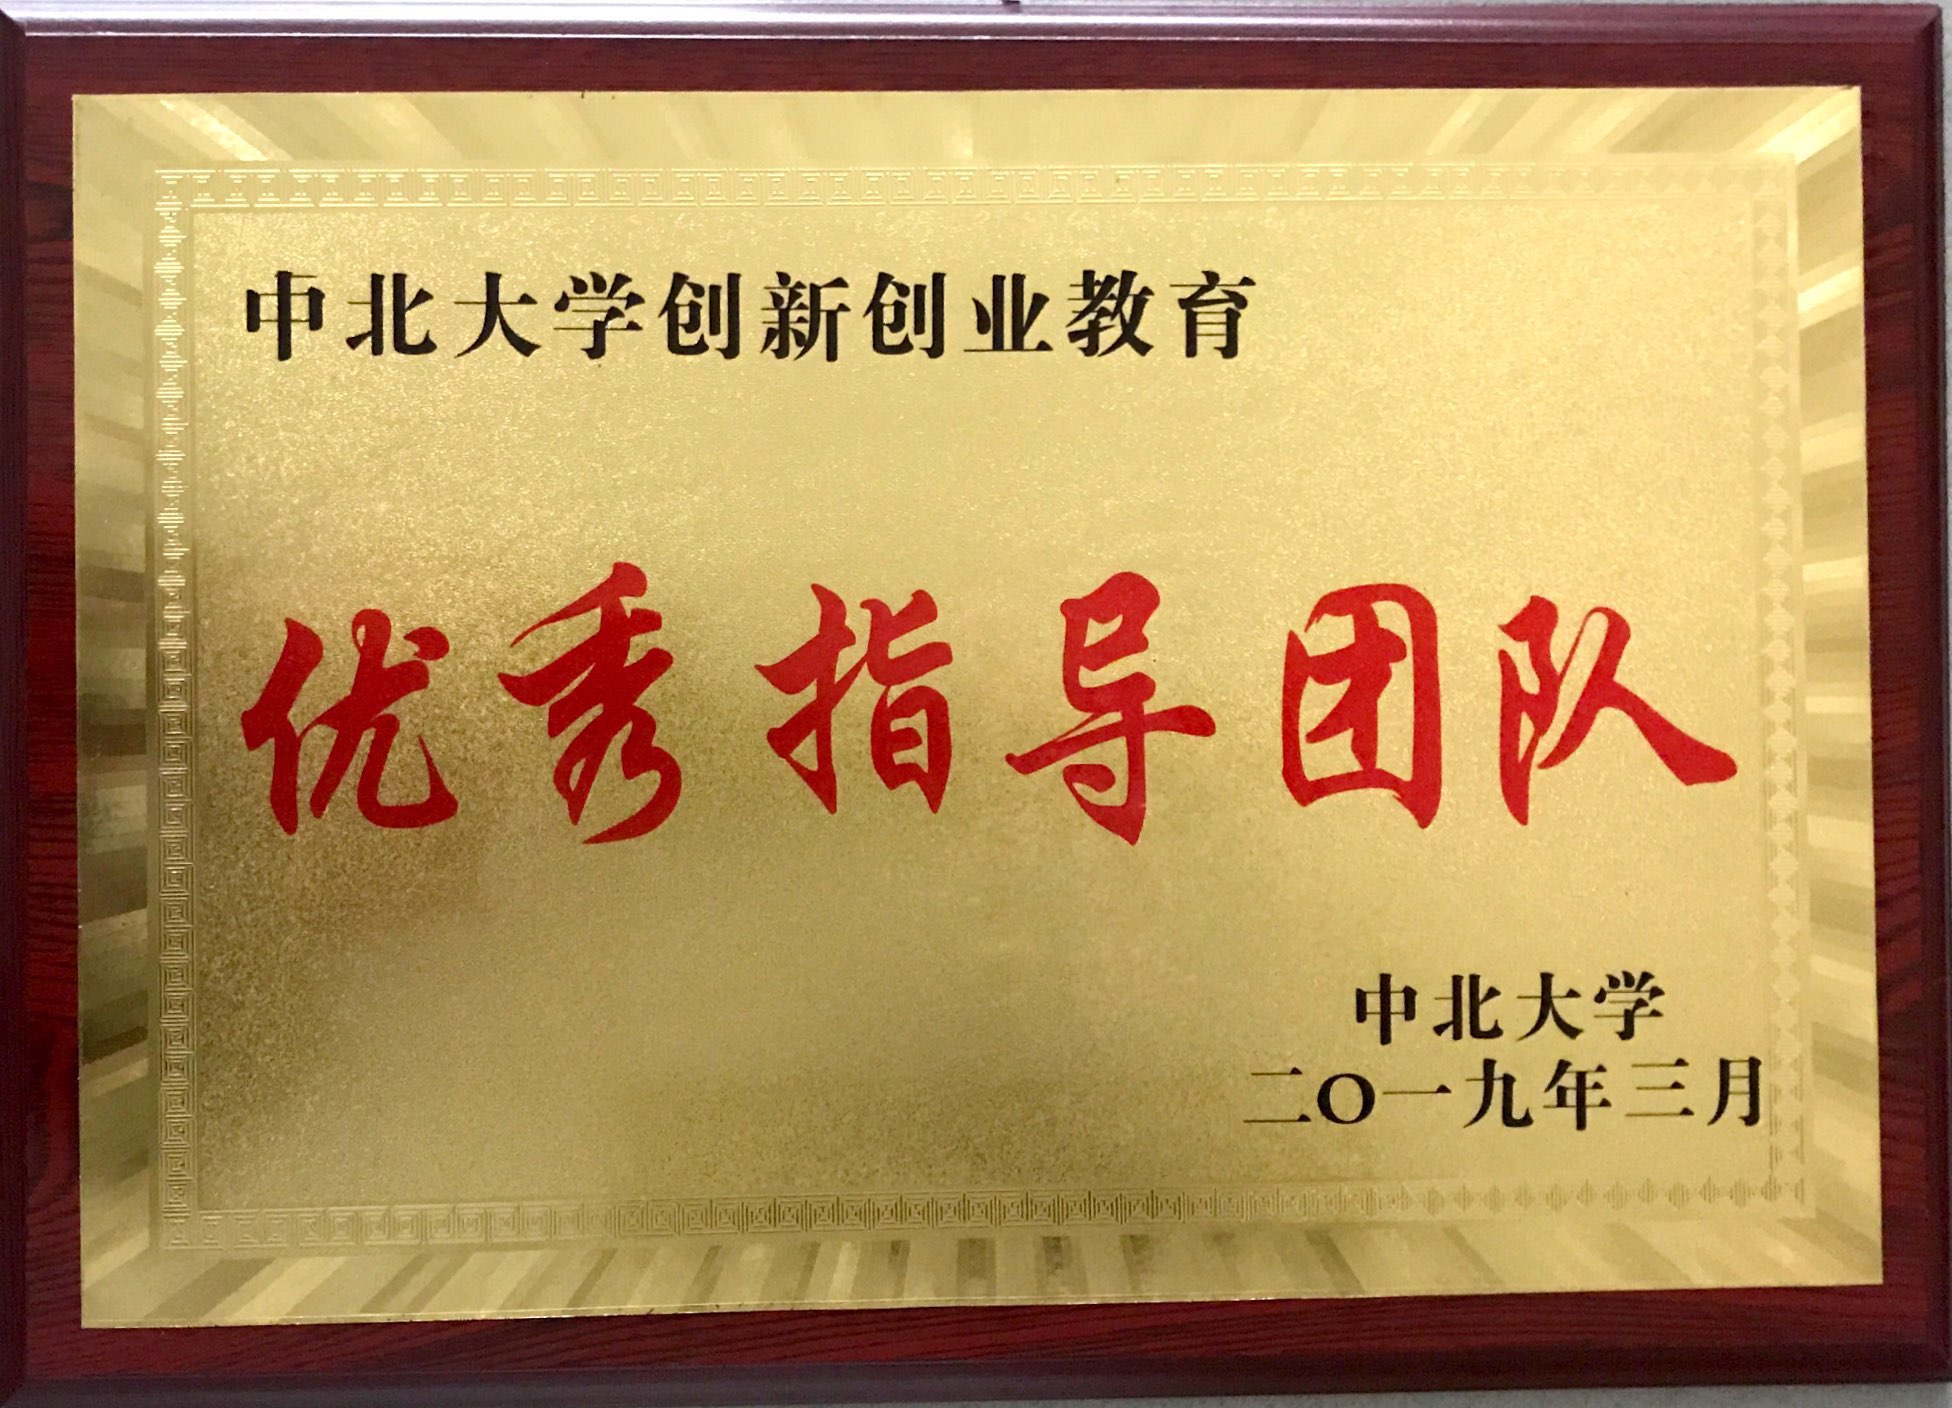 中北大学创新创业教育
优秀指导团队
中北大学
二〇一九年三月